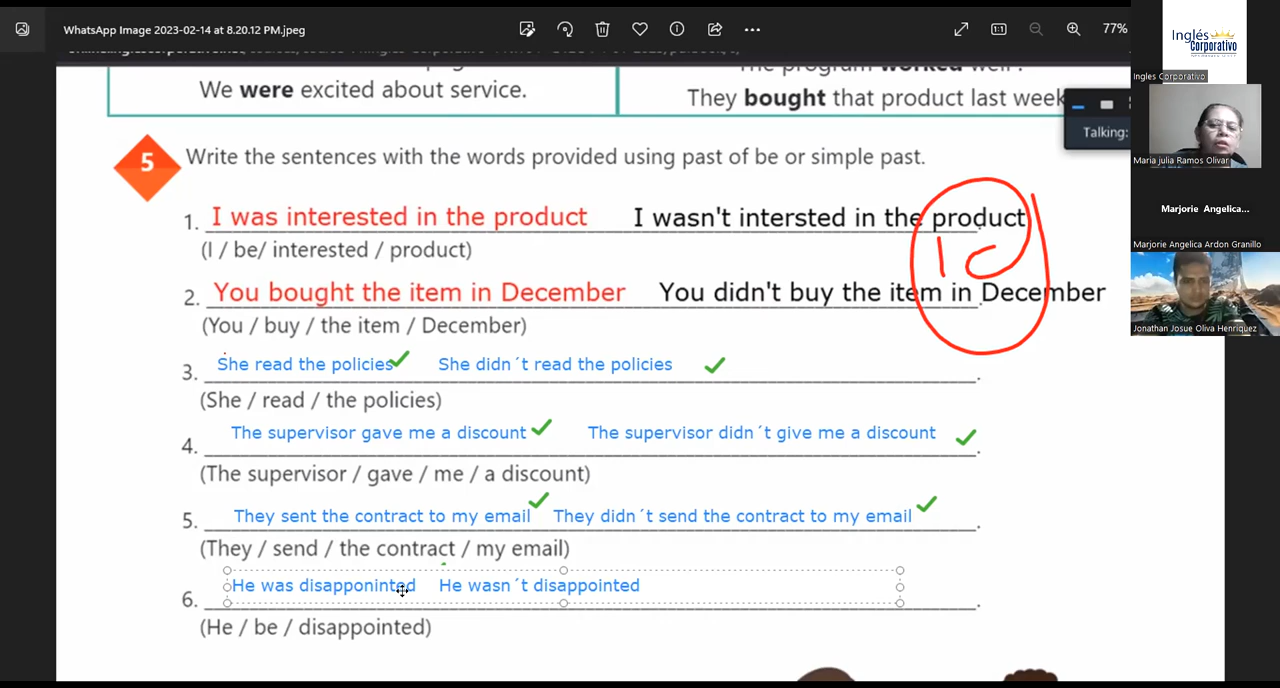 WhatsApp Image 2023-02-14 at 8.20.12 PM.jpeg
77%
We were excited about service.
They bought that product last week
Talking:
Inglés
Corporativo
Ingles Corporativo
Maria julia Ramos Olivar
Marjorie Angelica...
Marjorie Angelica Ardon Granillo
Jonathan Josue Oliva Henriquez
5
Write the sentences with the words provided using past of be or simple past.
1. I was interested in the product I wasn't intersted in the product
(I / be/ interested / product)
10
2. You bought the item in December You didn't buy the item in December
(You / buy / the item / December)
3. She read the policies She didn´t read the policies
(She / read / the policies)
4. The supervisor gave me a discount The supervisor didn´t give me a discount
(The supervisor / gave / me / a discount)
5. They sent the contract to my email They didn´t send the contract to my email
(They / send / the contract / my email)
6. He was disapponinted He wasn´t disappointed
(He / be / disappointed)